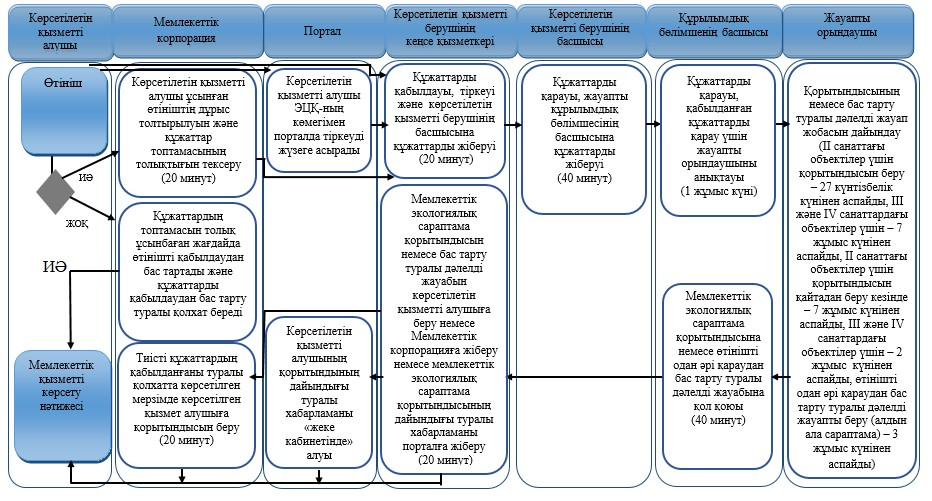 Көрсетілетін
қызметті
алушы
Мемлекеттік
корпорация
Портал
Көрсетілетін қызметті
берушінің
кеңсе қызметкері
Көрсетілетін
қызметті берушінің
басшысы
Құрылымдық
бөлімшенің басшысы
Жауапты
орындаушы
Өтініш
ИӘ
ЖОҚ
ИӘ
Мемлекеттік
қызметті
көрсету
нәтижесі
Көрсетілетін қызметті
алушы ұсынған
өтініштің дұрыс
толтырылуын және
құжаттар
топтамасының
толықтығын тексеру
(20 минут)
Құжаттардың
топтамасын толық
ұсынбаған жағдайда
өтінішті қабылдаудан
бас тартады және
құжаттарды
қабылдаудан бас тарту
туралы қолхат береді
Тиісті құжаттардың
қабылданғаны туралы
қолхатта көрсетілген
мерзімде көрсетілген
қызмет алушыға
қорытындысын беру
(20 минут)
Көрсетілетін
қызметті алушы
ЭЦҚ-ның
көмегімен
порталда тіркеуді
жүзеге асырады
Көрсетілетін
қызметті
алушының
қорытындының
дайындығы
туралы
хабарламаны
«жеке
кабинетінде»
алуы
Құжаттарды
қабылдауы, тіркеуі
және көрсетілетін
қызметті берушінің
басшысына
құжаттарды жіберуі
(20 минут)
Мемлекеттік
экологиялық
сараптама
қорытындысын
немесе бас тарту
туралы дәлелді
жауабын
көрсетілетін
қызметті алушыға
беру немесе
Мемлекеттік
корпорацияға жіберу
немесе мемлекеттік
экологиялық
сараптама
қорытындысының
дайындығы туралы
хабарламаны
порталға жіберу
(20 минут)
Құжаттарды
қарау, жауапты
құрылымдық
бөлімшесінің
басшысына
құжаттарды
жіберуі
(40 минут)
Құжаттарды
қарау,
қабылданған
құжаттарды
қарау үшін
жауапты
орындаушыны
анықтауы
(1 жұмыс күні)
Мемлекеттік
экологиялық
сараптама
қорытындысына
немесе өтінішті
одан әрі қараудан
бас тарту туралы
дәлелді жауабына
қол қоюы
(40 минут)
Қорытындысының
немесе бас тарту
туралы дәлелді жауап
жобасын дайындау
(II санаттағы
объектілер үшін
қорытындысын беру
– 27 күнтізбелік
күнінен аспайды, III
және IV санаттардағы
объектілер үшін – 7
жұмыс күнінен
аспайды, II санаттағы
объектілер үшін
қорытындысын
қайтадан беру кезінде
– 7 жұмыс күнінен
аспайды, III және IV
санаттардағы
объектілер үшін – 2
жұмыс күнінен
аспайды, өтінішті
одан әрі қараудан бас
тарту туралы дәлелді
жауапты беру (алдын
ала сараптама) – 3
жұмыс күнінен
аспайды)